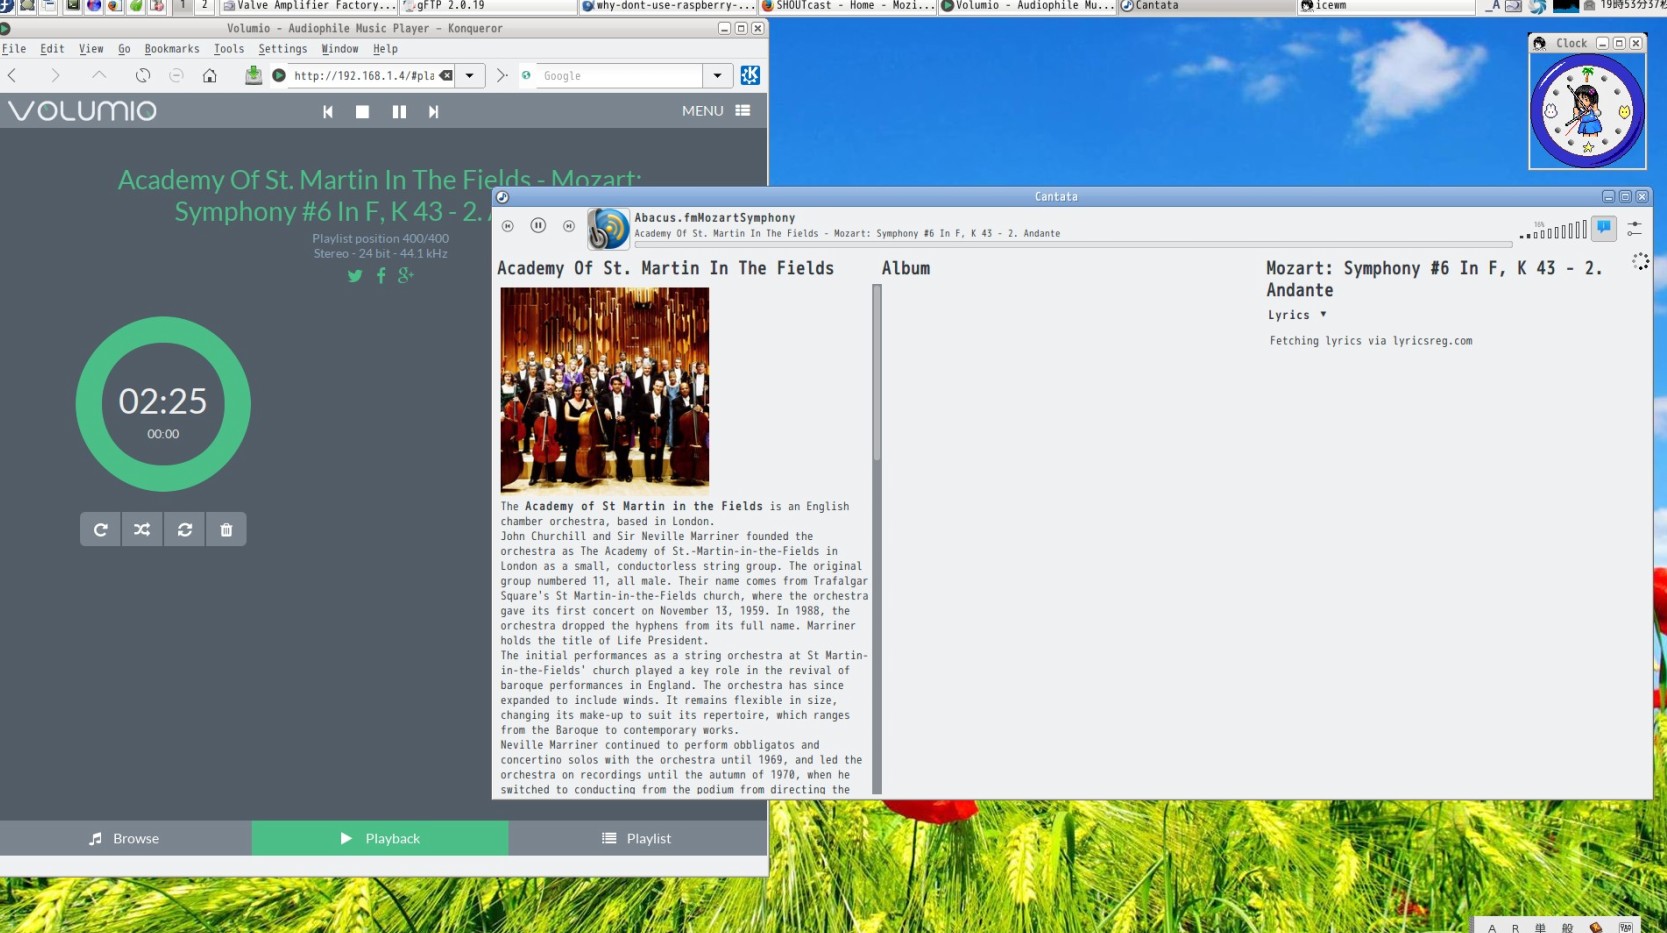 1 2 Valve Amplifier Factory... gFTP 2.0.19 why-dont-use-raspberry-... SHOUTcast - Home - Mozi... Volumio - Audiophile Mu... Cantata icewm _A 19時53分37秒
Volumio - Audiophile Music Player – Konqueror
File Edit View Go Bookmarks Tools Settings Window Help
http://192.168.1.4/#pla Google
VOLUMIO
MENU
Academy Of St. Martin In The Fields - Mozart:
Symphony #6 In F, K 43 - 2.
Playlist position 400/400
Stereo - 24 bit - 44.1 kHz
02:25
00:00
Browse
Playback
Playlist
Clock
Cantata
Abacus.fmMozartSymphony
Academy Of St. Martin In The Fields - Mozart: Symphony #6 In F, K 43 - 2. Andante
16%
Academy Of St. Martin In The Fields
The Academy of St Martin in the Fields is an English
chamber orchestra, based in London.
John Churchill and Sir Neville Marriner founded the
orchestra as The Academy of St.-Martin-in-the-Fields in
London as a small, conductorless string group. The original
group numbered 11, all male. Their name comes from Trafalgar
Square's St Martin-in-the-Fields church, where the orchestra
gave its first concert on November 13, 1959. In 1988, the
orchestra dropped the hyphens from its full name. Marriner
holds the title of Life President.
The initial performances as a string orchestra at St Martin-
in-the-Fields' church played a key role in the revival of
baroque performances in England. The orchestra has since
expanded to include winds. It remains flexible in size,
changing its make-up to suit its repertoire, which ranges
from the Baroque to contemporary works.
Neville Marriner continued to perform obbligatos and
concertino solos with the orchestra until 1969, and led the
orchestra on recordings until the autumn of 1970, when he
switched to conducting from the podium from directing the
Album
Mozart: Symphony #6 In F, K 43 - 2.
Andante
Lyrics
Fetching lyrics via lyricsreg.com
A R 単 般